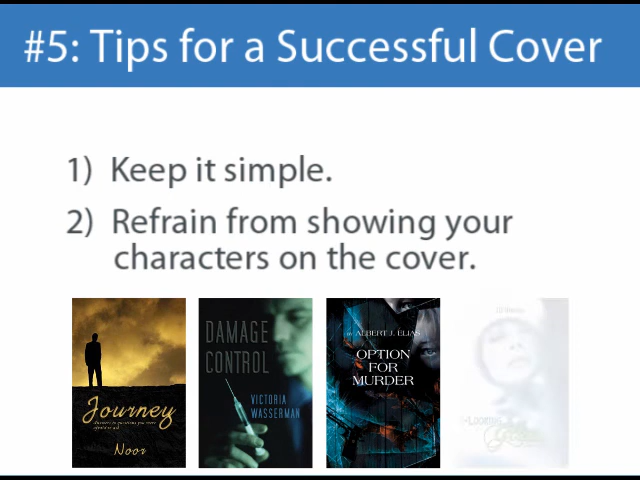 #5: Tips for a Successful Cover
1) Keep it simple.
2) Refrain from showing your
characters on the cover.
Journey
Noor
DAMAGE
CONTROL
VICTORIA
WASSERMAN
ALBERT J. ELIAS
OPTION
FOR
MURDER